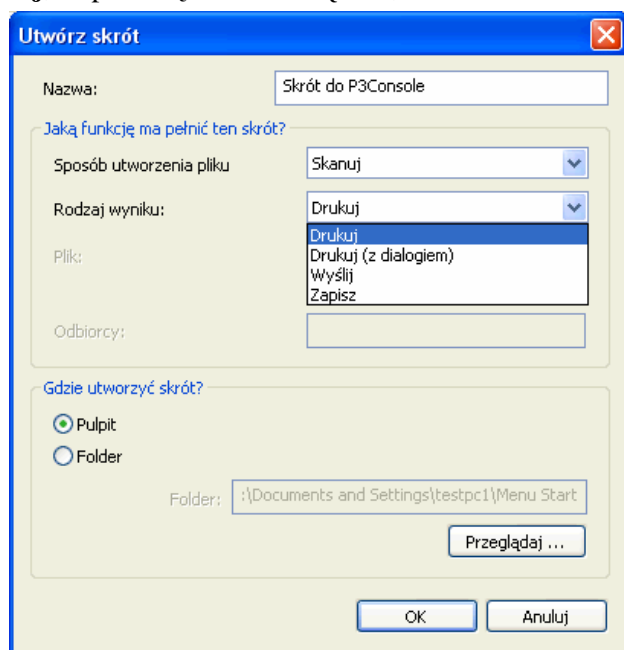 Utwórz skrót
Nazwa: Skrót do P3Console
Jaką funkcję ma pełnić ten skrót?
Sposób utworzenia pliku Skanuj
Rodzaj wyniku: Drukuj
Drukuj
Plik: Drukuj (z dialogiem)
Wyślij
Zapisz
Odbiorcy:
Gdzie utworzyć skrót?
Pulpit
Folder
Folder: :\Documents and Settings\testpc1\Menu Start
Przeglądaj ...
OK Anuluj